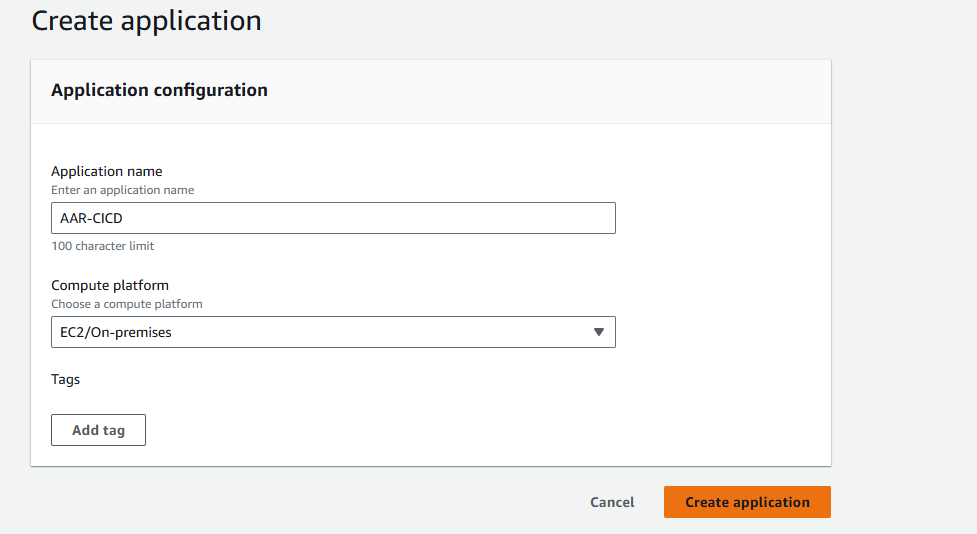 Create application
Application configuration
Application name
Enter an application name
AAR-CICD
100 character limit
Compute platform
Choose a compute platform
EC2/On-premises
Tags
Add tag
Cancel
Create application